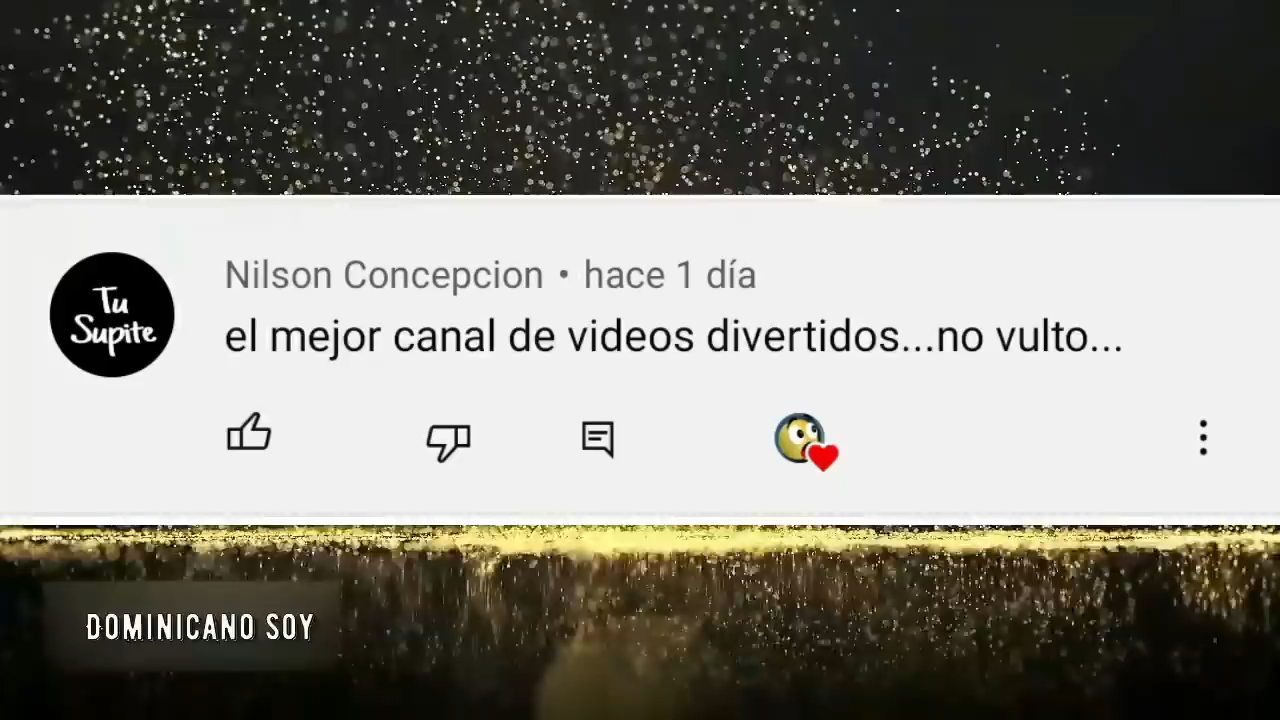 Tu
Supite
Nilson Concepcion • hace 1 día
el mejor canal de videos divertidos...no vulto...
DOMINICANO SOY